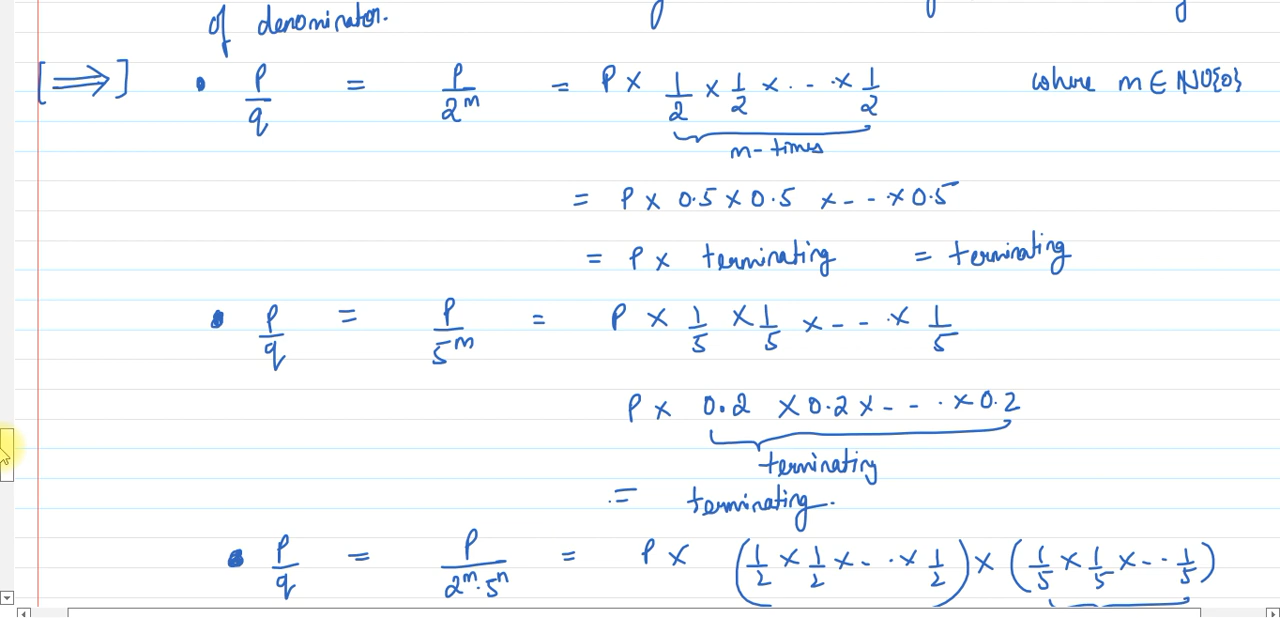 of denominator.
[⟹] • p/q = p/2^m = p × 1/2 × 1/2 × - - - × 1/2 where m ∈ ℕ∪{0}
m-times
= p × 0.5 × 0.5 × - - - × 0.5
= p × terminating = terminating
• p/q = p/5^m = p × 1/5 × 1/5 × - - - × 1/5
p × 0.2 × 0.2 × - - - × 0.2
terminating
= terminating.
• p/q = p/2^m·5^n = p × (1/2 × 1/2 × - - - × 1/2) × (1/5 × 1/5 × - - 1/5)